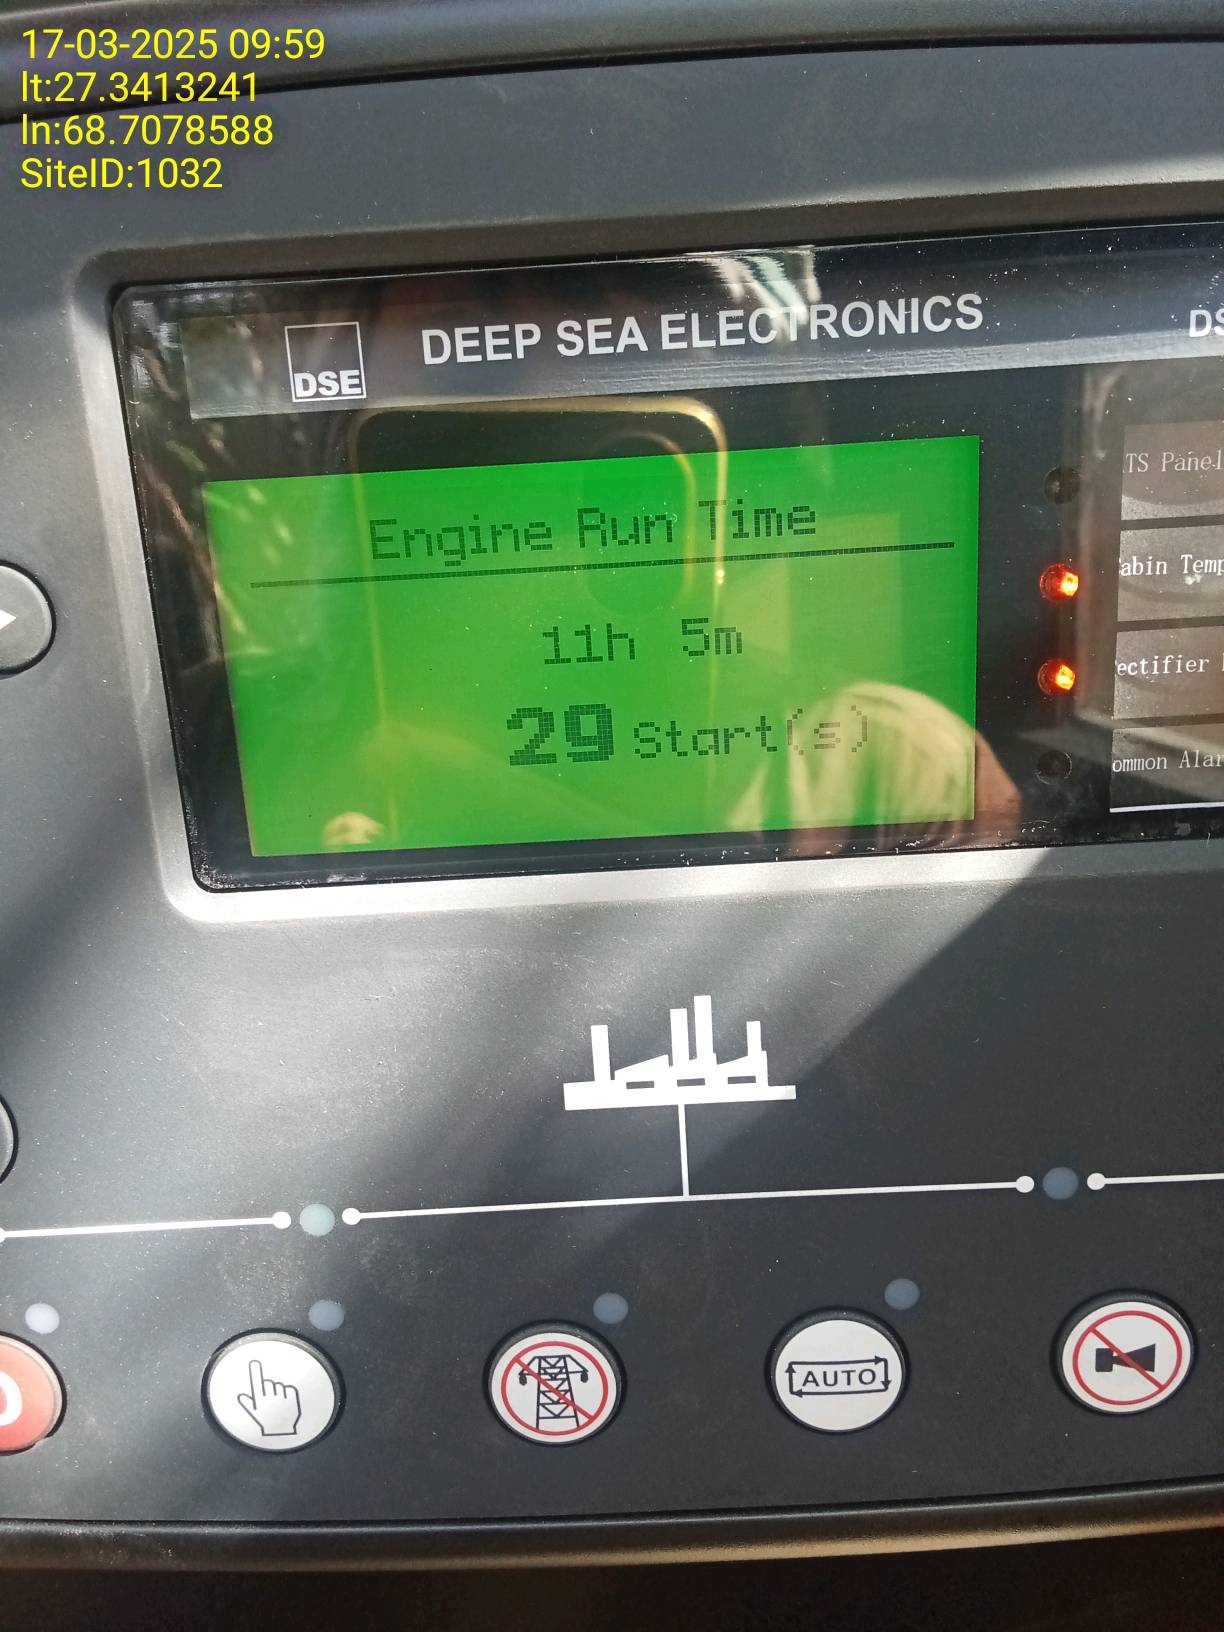 17-03-2025 09:59
lt:27.3413241
ln:68.7078588
SiteID:1032
DSE
DEEP SEA ELECTRONICS
DS
Engine Run Time
11h 5m
29 Start(s)
TS Panel
abin Temp
ectifier
ommon Alar
AUTO